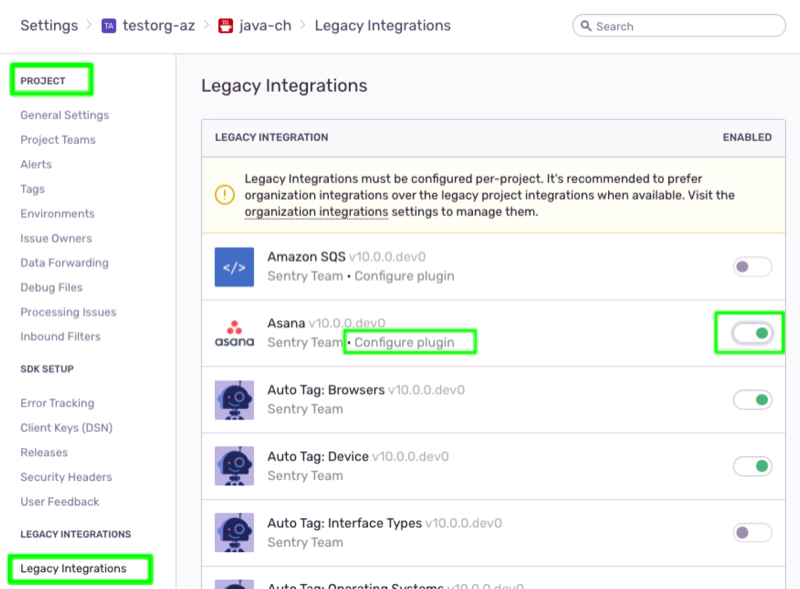 Settings > TA testorg-az > java-ch > Legacy Integrations
Search
PROJECT
General Settings
Project Teams
Alerts
Tags
Environments
Issue Owners
Data Forwarding
Debug Files
Processing Issues
Inbound Filters
SDK SETUP
Error Tracking
Client Keys (DSN)
Releases
Security Headers
User Feedback
LEGACY INTEGRATIONS
Legacy Integrations
Legacy Integrations
LEGACY INTEGRATION ENABLED
Legacy Integrations must be configured per-project. It's recommended to prefer
organization integrations over the legacy project integrations when available. Visit the
organization integrations settings to manage them.
</> Amazon SQS v10.0.0.dev0
Sentry Team • Configure plugin
asana
Asana v10.0.0.dev0
Sentry Team • Configure plugin
Auto Tag: Browsers v10.0.0.dev0
Sentry Team
Auto Tag: Device v10.0.0.dev0
Sentry Team
Auto Tag: Interface Types v10.0.0.dev0
Sentry Team
Auto Tag: Operating Systems v10.0.0.dev0